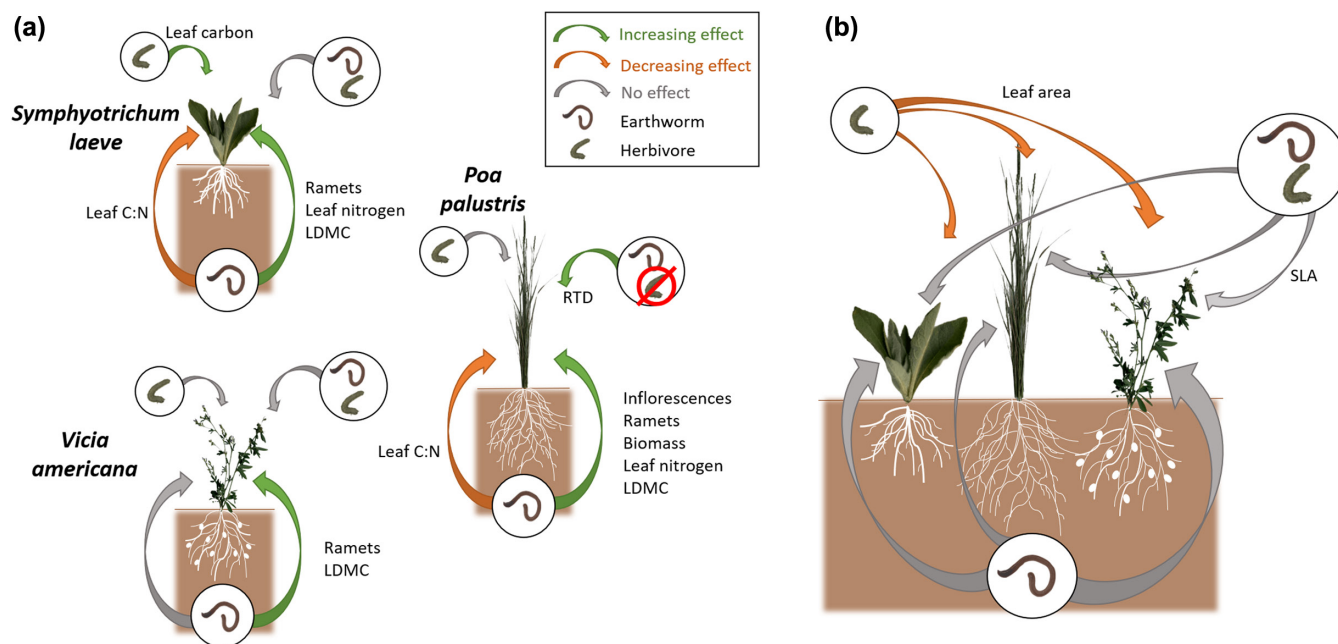 (a)
Leaf carbon
Symphyotrichum
laeve
Leaf C:N
Ramets
Leaf nitrogen
LDMC
Increasing effect
Decreasing effect
No effect
Earthworm
Herbivore
Poa
palustris
RTD
Leaf C:N
Inflorescences
Ramets
Biomass
Leaf nitrogen
LDMC
Vicia
americana
Ramets
LDMC
(b)
Leaf area
SLA